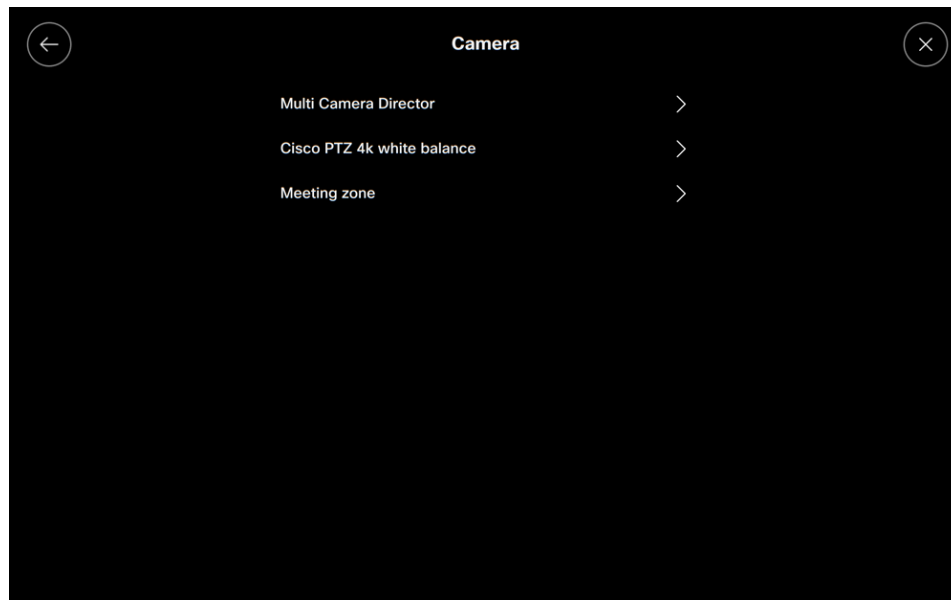 Camera
Multi Camera Director
Cisco PTZ 4k white balance
Meeting zone